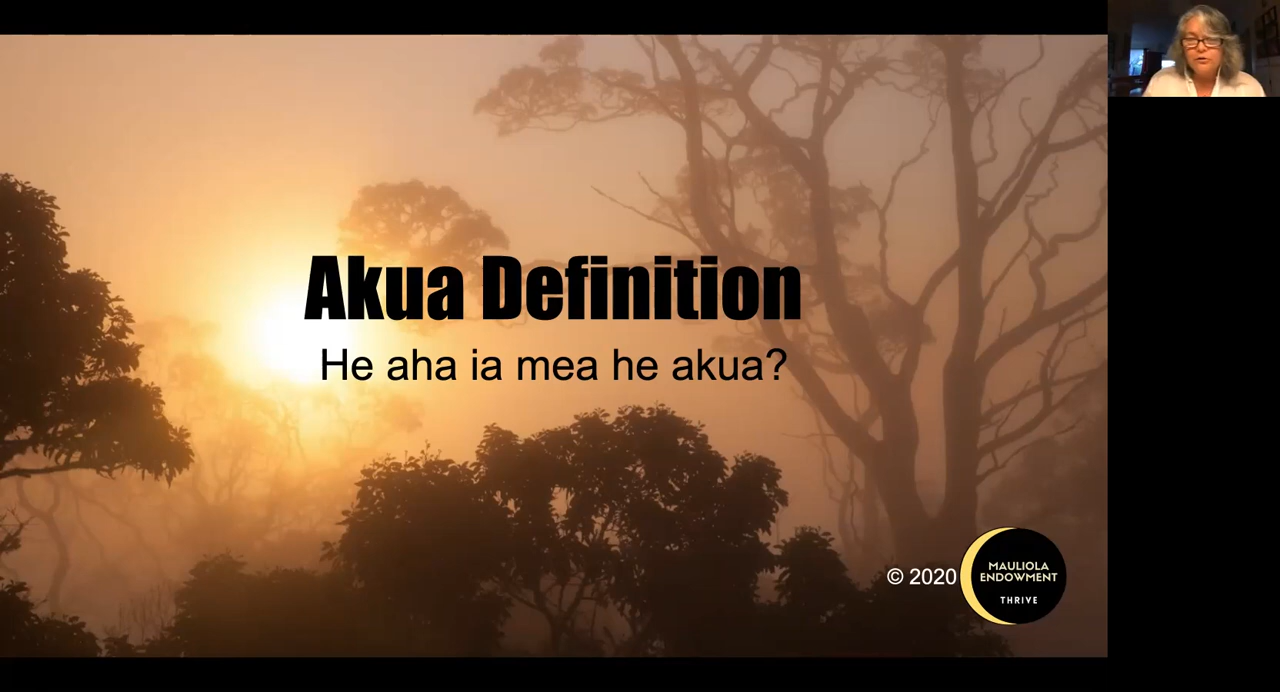 Akua Definition
He aha ia mea he akua?
© 2020
MAULIOLA
ENDOWMENT
THRIVE